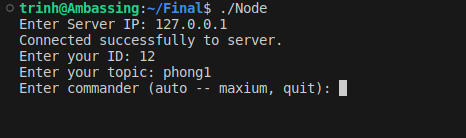 trinh@Ambassing:~/Final$ ./Node
Enter Server IP: 127.0.0.1
Connected successfully to server.
Enter your ID: 12
Enter your topic: phong1
Enter commander (auto -- maxium, quit):